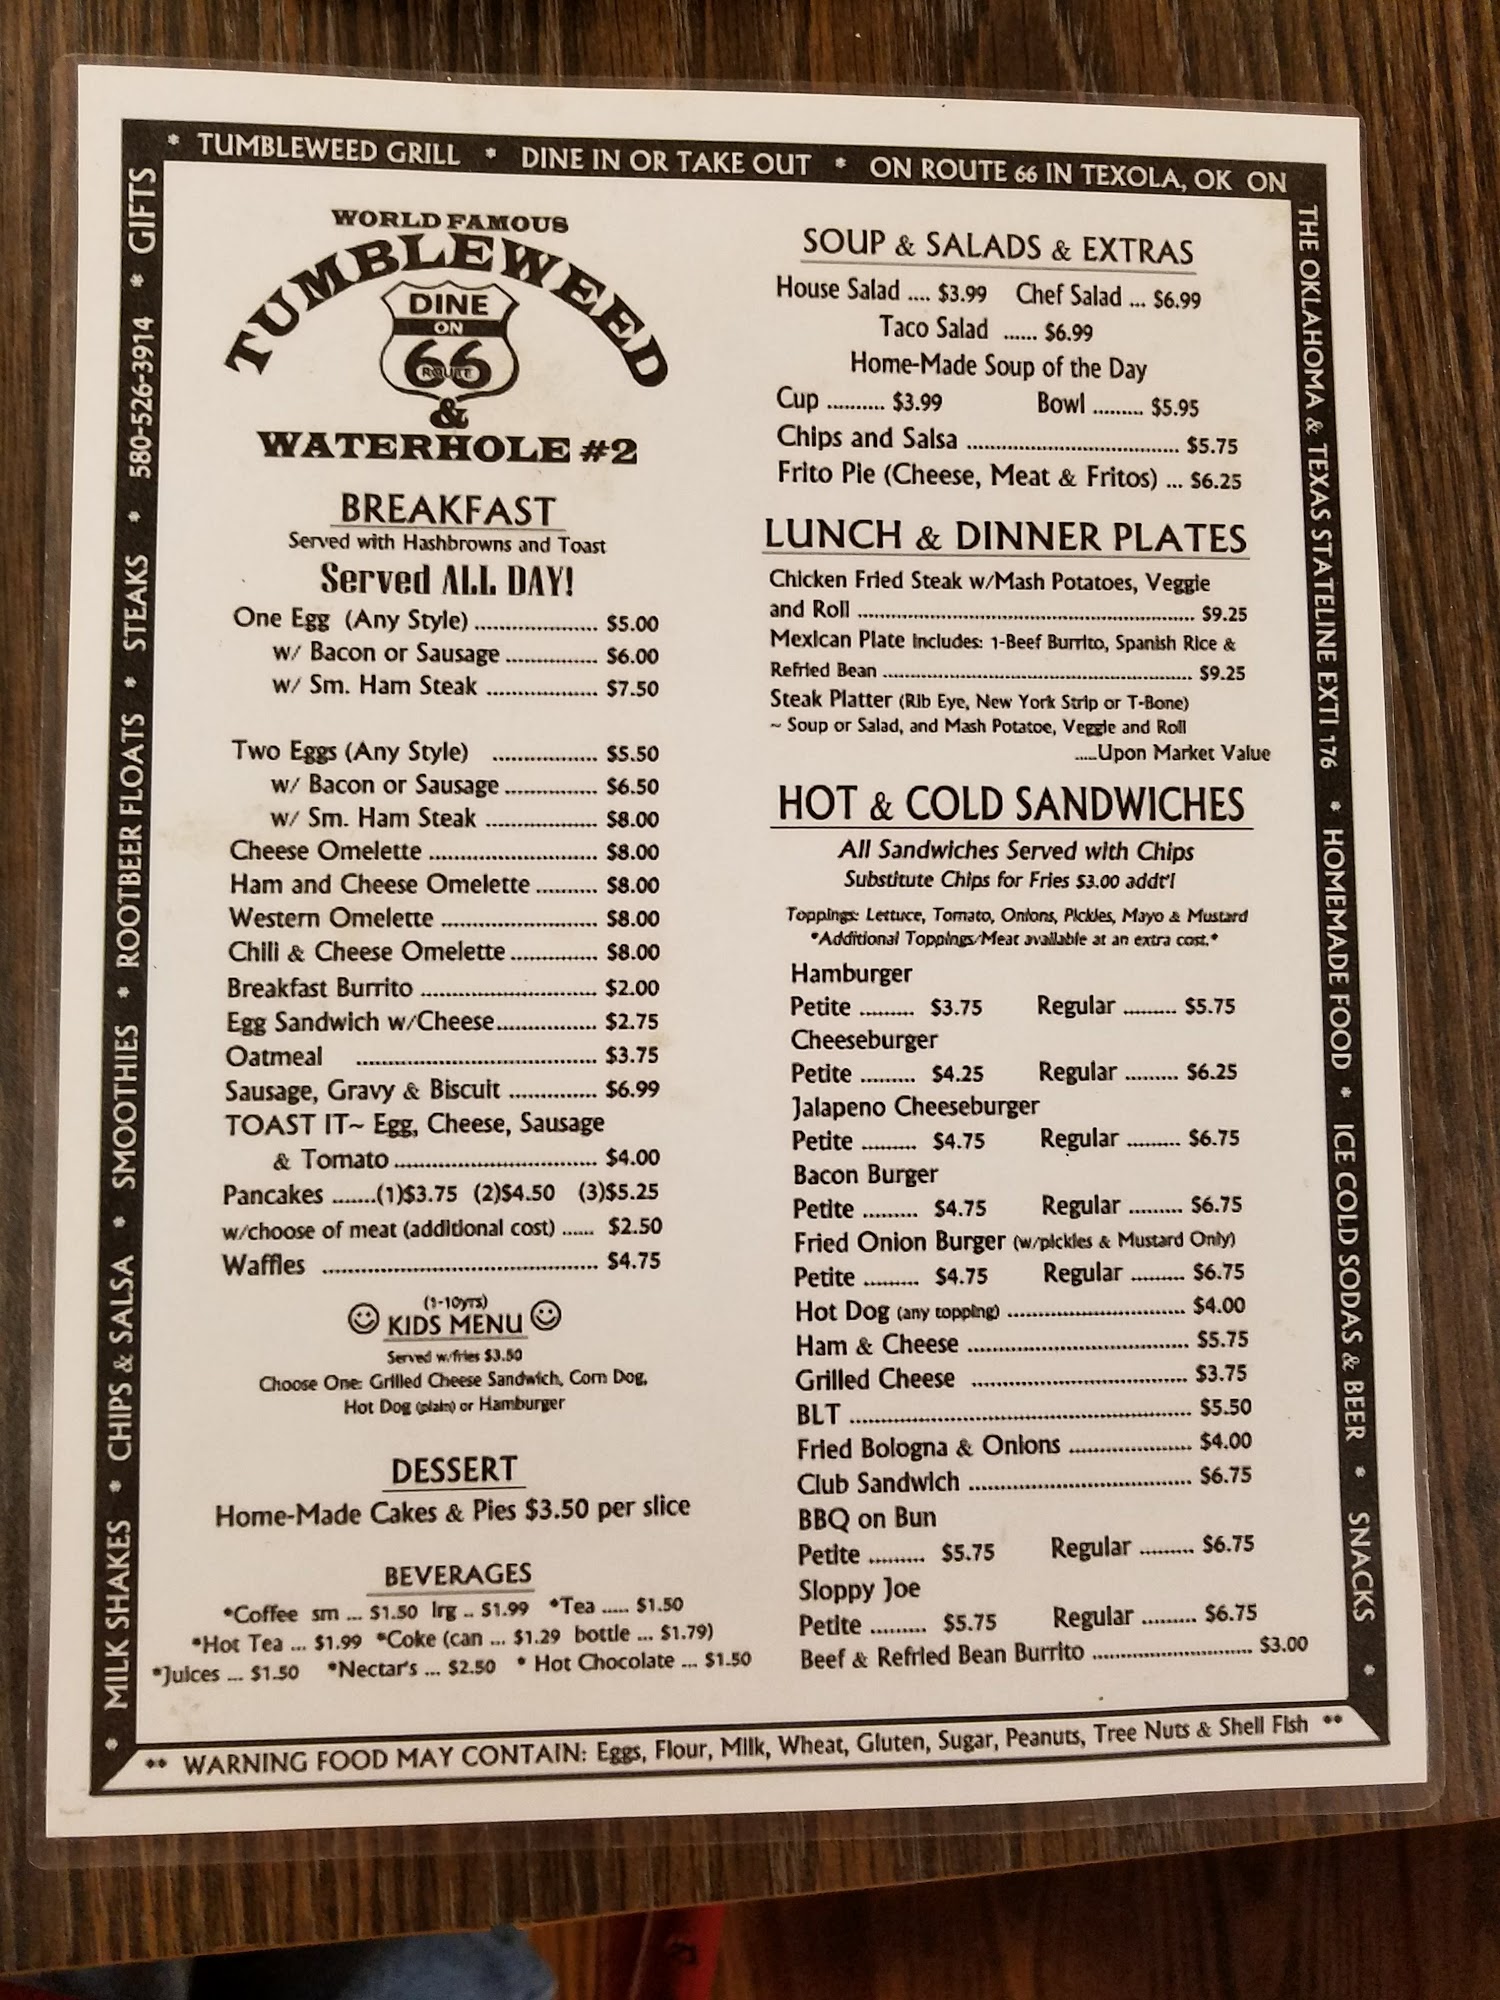 * TUMBLEWEED GRILL * DINE IN OR TAKE OUT * ON ROUTE 66 IN TEXOLA, OK ON
THE OKLAHOMA & TEXAS STATELINE EXTI 176 * HOMEMADE FOOD * ICE COLD SODAS & BEER * SNACKS *
* MILK SHAKES * CHIPS & SALSA * SMOOTHIES * ROOTBEER FLOATS * STEAKS * 580-526-3914 * GIFTS
WORLD FAMOUS
TUMBLEWEED
DINE
ON
66
ROUTE
&
WATERHOLE #2
BREAKFAST
Served with Hashbrowns and Toast
Served ALL DAY!
One Egg (Any Style) .................... $5.00
w/ Bacon or Sausage ............... $6.00
w/ Sm. Ham Steak .................. $7.50
Two Eggs (Any Style) ................. $5.50
w/ Bacon or Sausage ............... $6.50
w/ Sm. Ham Steak .................. $8.00
Cheese Omelette ........................... $8.00
Ham and Cheese Omelette .......... $8.00
Western Omelette ......................... $8.00
Chili & Cheese Omelette .............. $8.00
Breakfast Burrito ............................ $2.00
Egg Sandwich w/Cheese................ $2.75
Oatmeal ....................................... $3.75
Sausage, Gravy & Biscuit .............. $6.99
TOAST IT~ Egg, Cheese, Sausage
& Tomato ................................. $4.00
Pancakes .......(1)$3.75 (2)$4.50 (3)$5.25
w/choose of meat (additional cost) ...... $2.50
Waffles ............................................. $4.75
(1-10yrs)
KIDS MENU
Served w/fries $3.50
Choose One: Grilled Cheese Sandwich, Corn Dog,
Hot Dog (plain) or Hamburger
DESSERT
Home-Made Cakes & Pies $3.50 per slice
BEVERAGES
*Coffee sm ... $1.50 lrg .. $1.99 *Tea ..... $1.50
*Hot Tea ... $1.99 *Coke (can ... $1.29 bottle ... $1.79)
*Juices ... $1.50 *Nectar's ... $2.50 * Hot Chocolate ... $1.50
SOUP & SALADS & EXTRAS
House Salad .... $3.99 Chef Salad ... $6.99
Taco Salad ...... $6.99
Home-Made Soup of the Day
Cup .......... $3.99 Bowl ......... $5.95
Chips and Salsa ..................................... $5.75
Frito Pie (Cheese, Meat & Fritos) ... $6.25
LUNCH & DINNER PLATES
Chicken Fried Steak w/Mash Potatoes, Veggie
and Roll ........................................................... $9.25
Mexican Plate Includes: 1-Beef Burrito, Spanish Rice &
Refried Bean ...................................................... $9.25
Steak Platter (Rib Eye, New York Strip or T-Bone)
~ Soup or Salad, and Mash Potatoe, Veggie and Roll
.....Upon Market Value
HOT & COLD SANDWICHES
All Sandwiches Served with Chips
Substitute Chips for Fries $3.00 addt'l
Toppings: Lettuce, Tomato, Onions, Pickles, Mayo & Mustard
*Additional Toppings/Meat available at an extra cost.*
Hamburger
Petite ......... $3.75 Regular ......... $5.75
Cheeseburger
Petite ......... $4.25 Regular ......... $6.25
Jalapeno Cheeseburger
Petite ......... $4.75 Regular ......... $6.75
Bacon Burger
Petite ......... $4.75 Regular ......... $6.75
Fried Onion Burger (w/pickles & Mustard Only)
Petite ......... $4.75 Regular ......... $6.75
Hot Dog (any topping) .............................. $4.00
Ham & Cheese ..................................... $5.75
Grilled Cheese .................................... $3.75
BLT ......................................................... $5.50
Fried Bologna & Onions .................... $4.00
Club Sandwich ..................................... $6.75
BBQ on Bun
Petite ......... $5.75 Regular ......... $6.75
Sloppy Joe
Petite ......... $5.75 Regular ......... $6.75
Beef & Refried Bean Burrito .......................... $3.00
** WARNING FOOD MAY CONTAIN: Eggs, Flour, Milk, Wheat, Gluten, Sugar, Peanuts, Tree Nuts & Shell Fish **